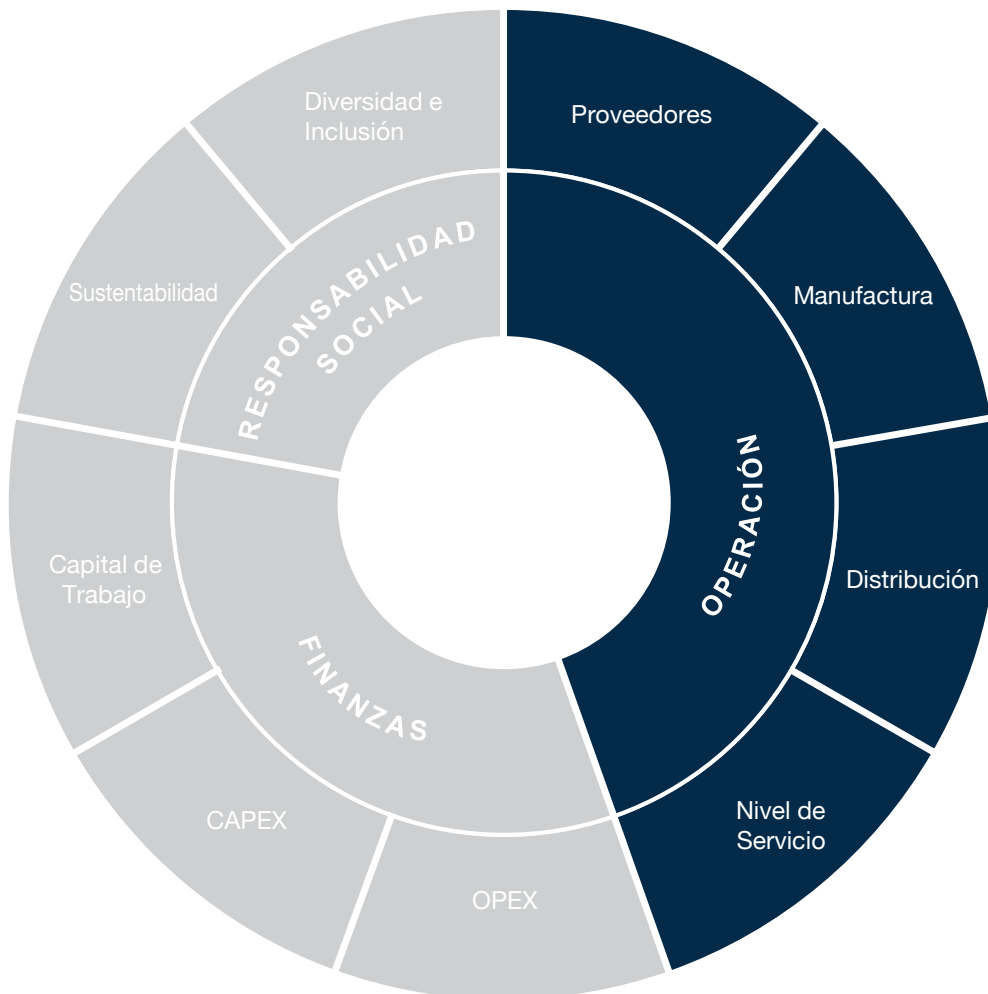 Diversidad e
Inclusión
Proveedores
Sustentabilidad
RESPONSABILIDAD
SOCIAL
Manufactura
OPERACIÓN
Capital de
Trabajo
Distribución
FINANZAS
CAPEX
Nivel de
Servicio
OPEX